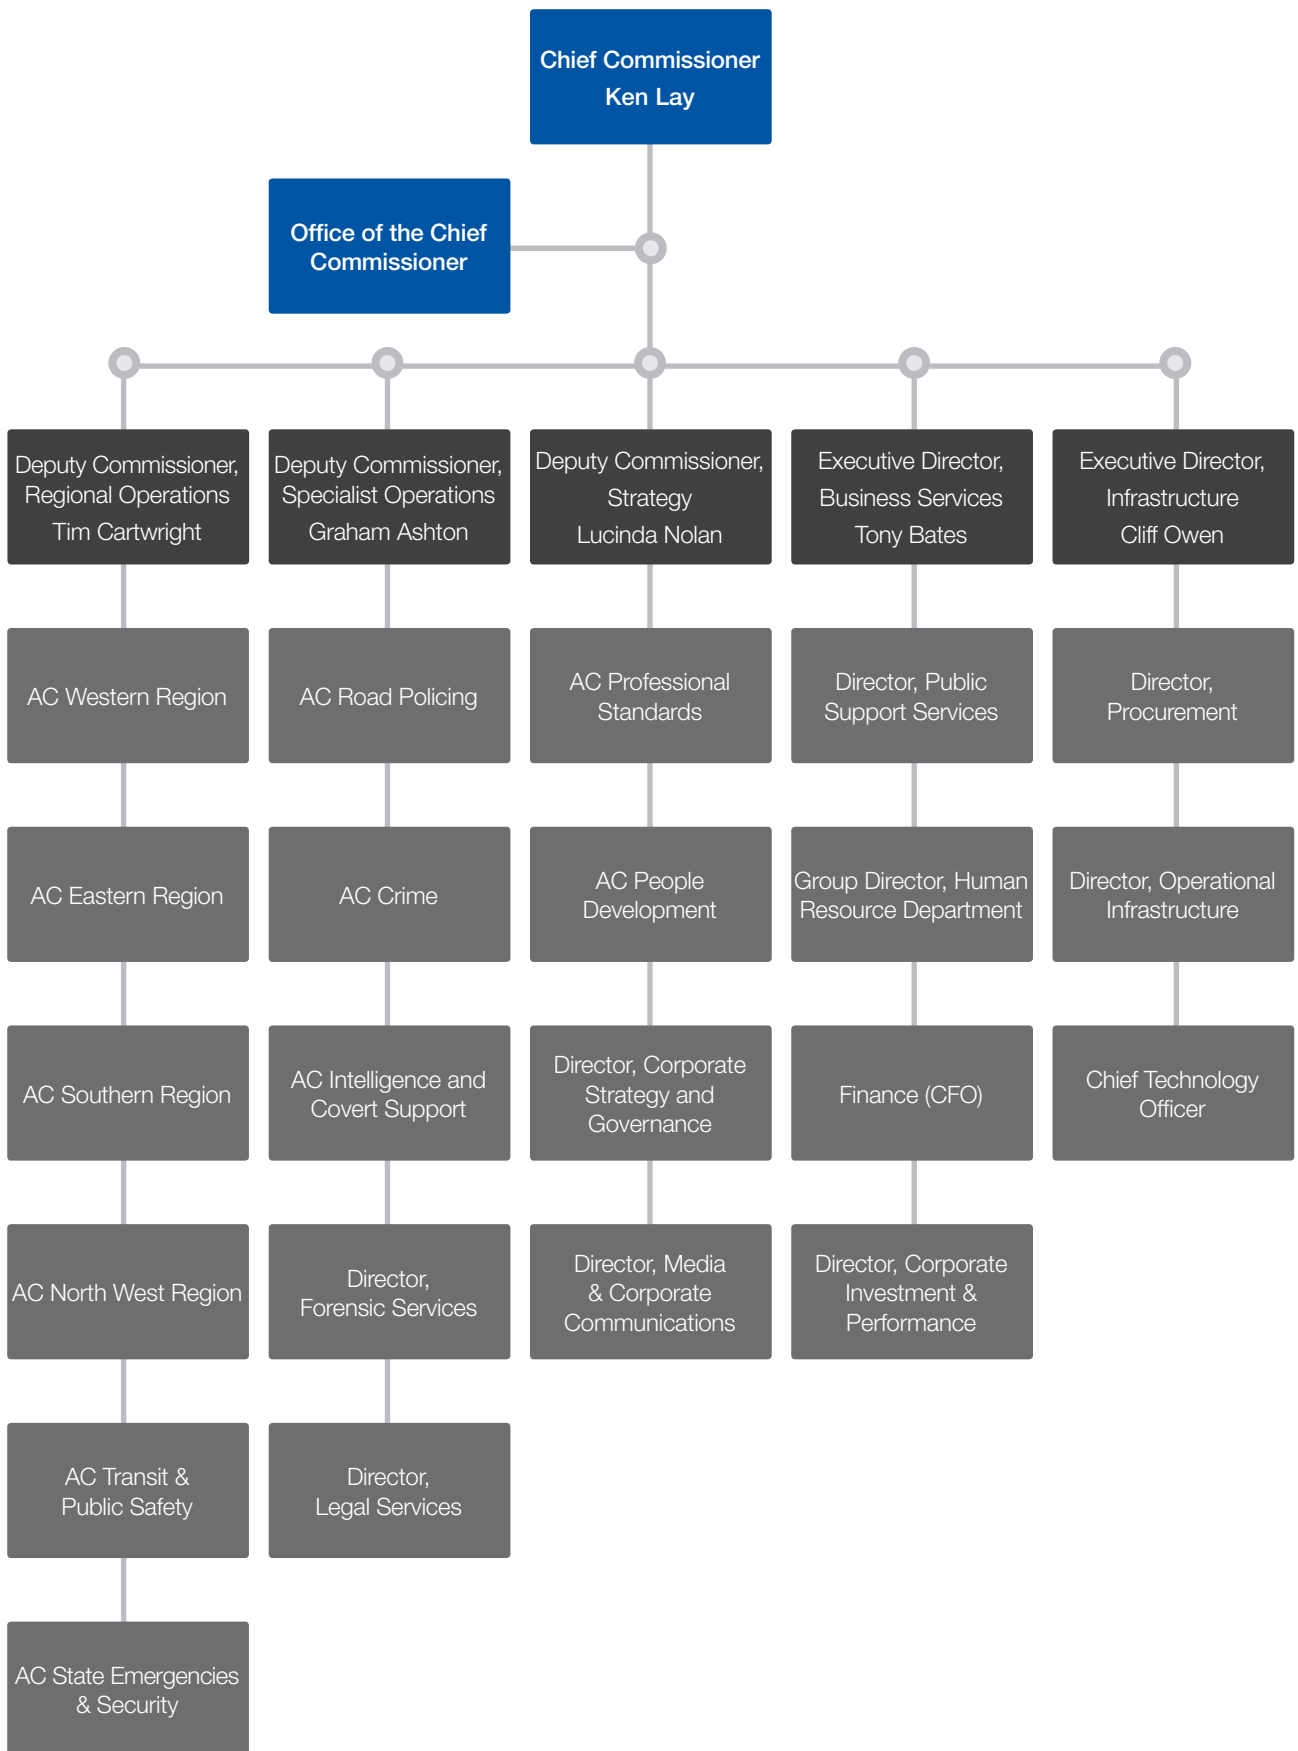 Chief Commissioner
Ken Lay
Office of the Chief
Commissioner
Deputy Commissioner,
Regional Operations
Tim Cartwright
AC Western Region
AC Eastern Region
AC Southern Region
AC North West Region
AC Transit &
Public Safety
AC State Emergencies
& Security
Deputy Commissioner,
Specialist Operations
Graham Ashton
AC Road Policing
AC Crime
AC Intelligence and
Covert Support
Director,
Forensic Services
Director,
Legal Services
Deputy Commissioner,
Strategy
Lucinda Nolan
AC Professional
Standards
AC People
Development
Director, Corporate
Strategy and
Governance
Director, Media
& Corporate
Communications
Executive Director,
Business Services
Tony Bates
Director, Public
Support Services
Group Director, Human
Resource Department
Finance (CFO)
Director, Corporate
Investment &
Performance
Executive Director,
Infrastructure
Cliff Owen
Director,
Procurement
Director, Operational
Infrastructure
Chief Technology
Officer